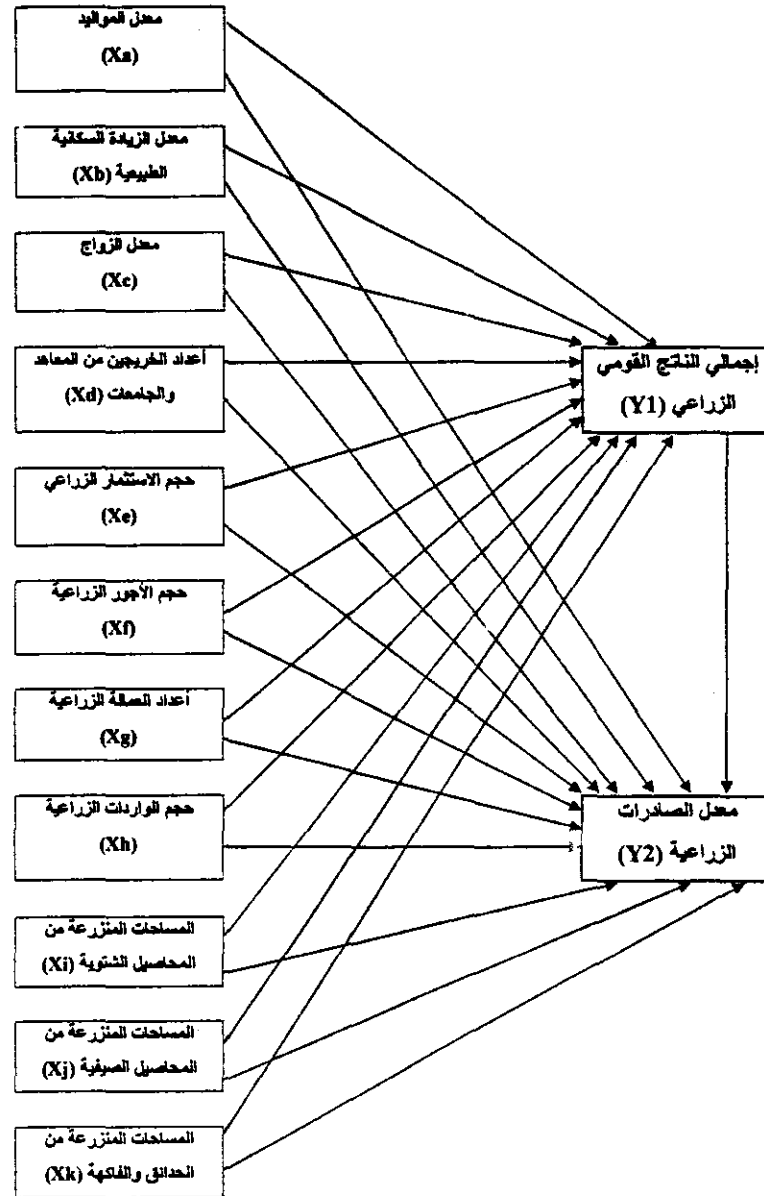 معدل المواليد
(Xa)
معدل الزيادة السكانية
الطبيعية (Xb)
معدل الزواج
(Xc)
أعداد الخريجين من المعاهد
والجامعات (Xd)
حجم الاستثمار الزراعي
(Xe)
حجم الأجور الزراعية
(Xf)
أعداد العمالة الزراعية
(Xg)
حجم الواردات الزراعية
(Xh)
المساحات المنزرعة من
المحاصيل الشتوية (Xi)
المساحات المنزرعة من
المحاصيل الصيفية (Xj)
المساحات المنزرعة من
الحدائق والفاكهة (Xk)
إجمالي الناتج القومي
الزراعي (Y1)
معدل الصادرات
الزراعية (Y2)